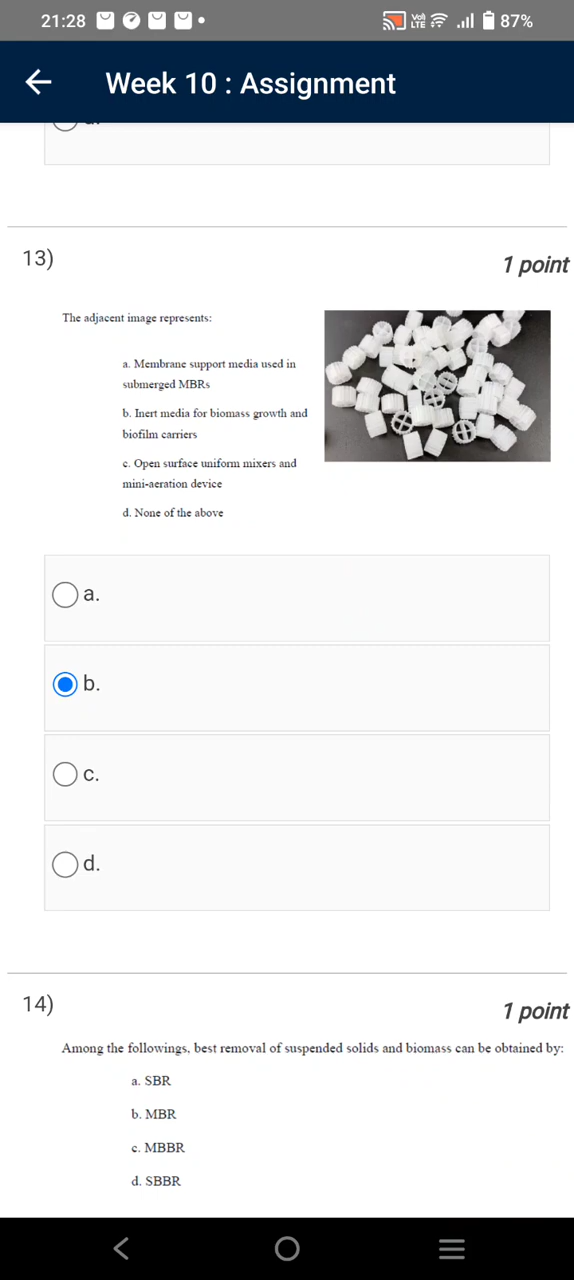 21:28
Vo) LTE 87%
Week 10 : Assignment
13)
1 point
The adjacent image represents:
a. Membrane support media used in
submerged MBRs
b. Inert media for biomass growth and
biofilm carriers
c. Open surface uniform mixers and
mini-aeration device
d. None of the above
a.
b.
c.
d.
14)
1 point
Among the followings, best removal of suspended solids and biomass can be obtained by:
a. SBR
b. MBR
c. MBBR
d. SBBR